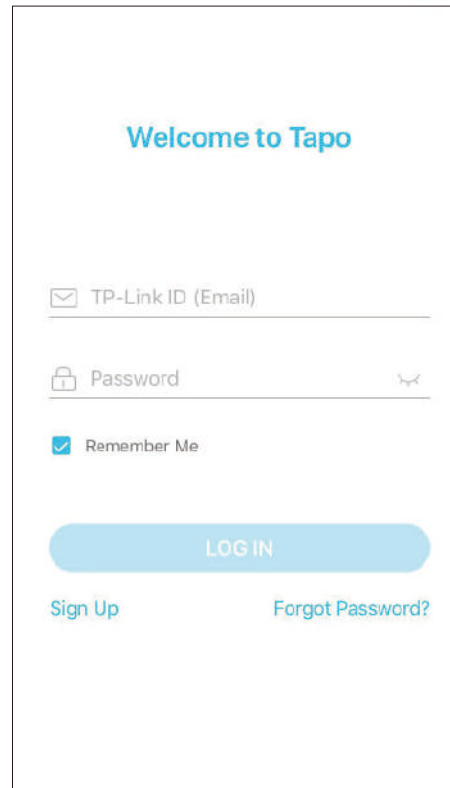 Welcome to Tapo
TP-Link ID (Email)
Password
Remember Me
LOG IN
Sign Up
Forgot Password?